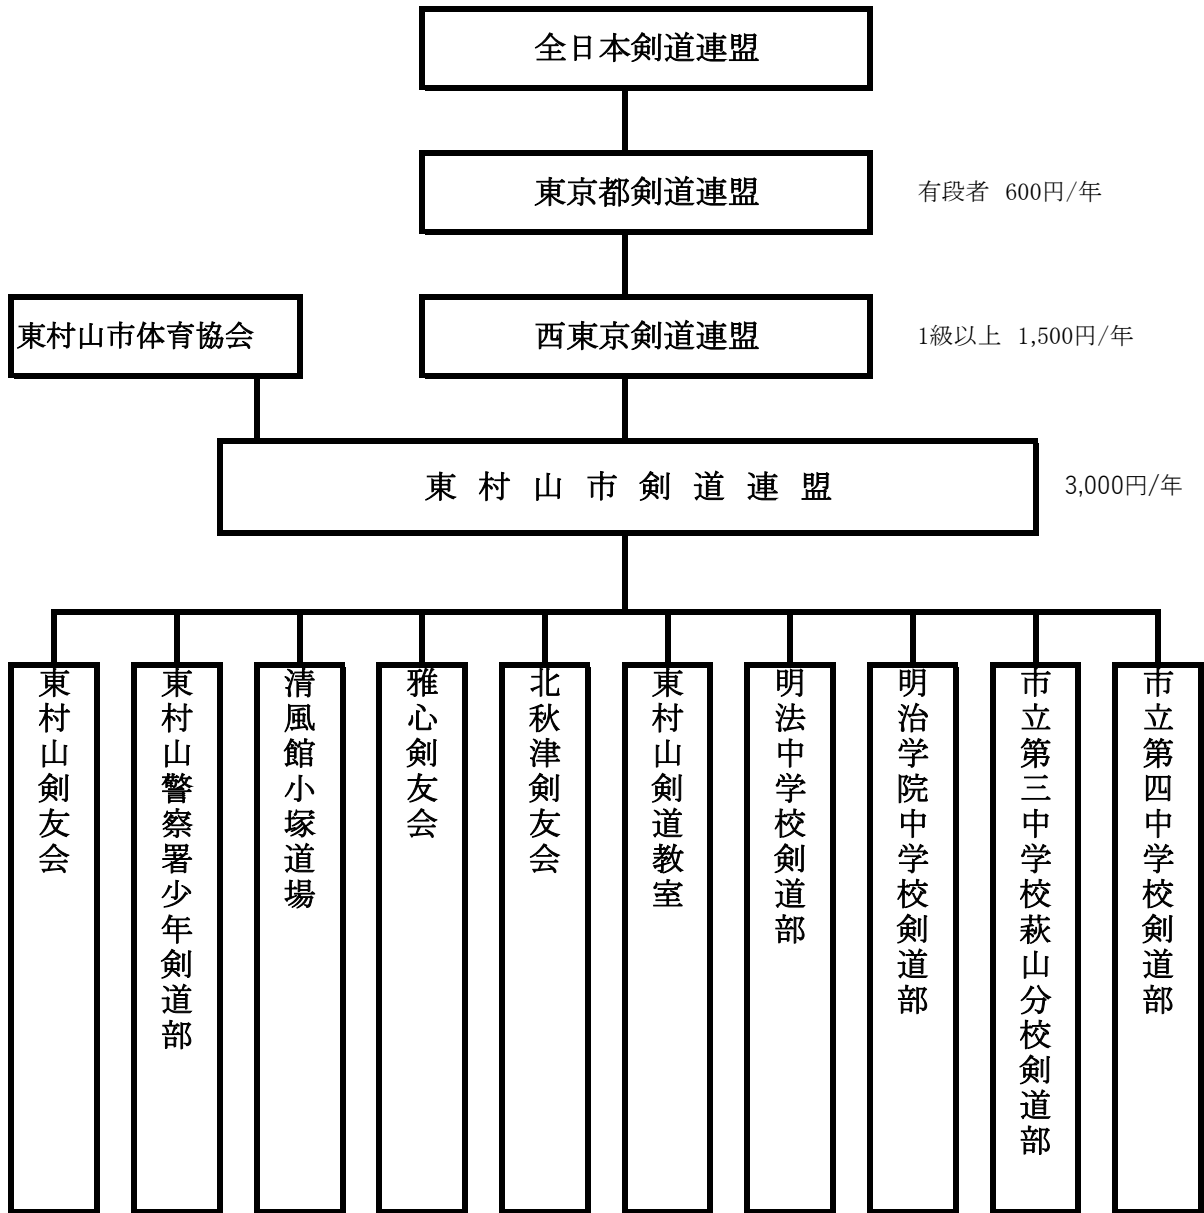 全日本剣道連盟
東京都剣道連盟
有段者 600円/年
東村山市体育協会
西東京剣道連盟
1級以上 1,500円/年
東村山市剣道連盟
3,000円/年
東村山剣友会
東村山警察署少年剣道部
清風館小塚道場
雅心剣友会
北秋津剣友会
東村山剣道教室
明法中学校剣道部
明治学院中学校剣道部
市立第三中学校萩山分校剣道部
市立第四中学校剣道部